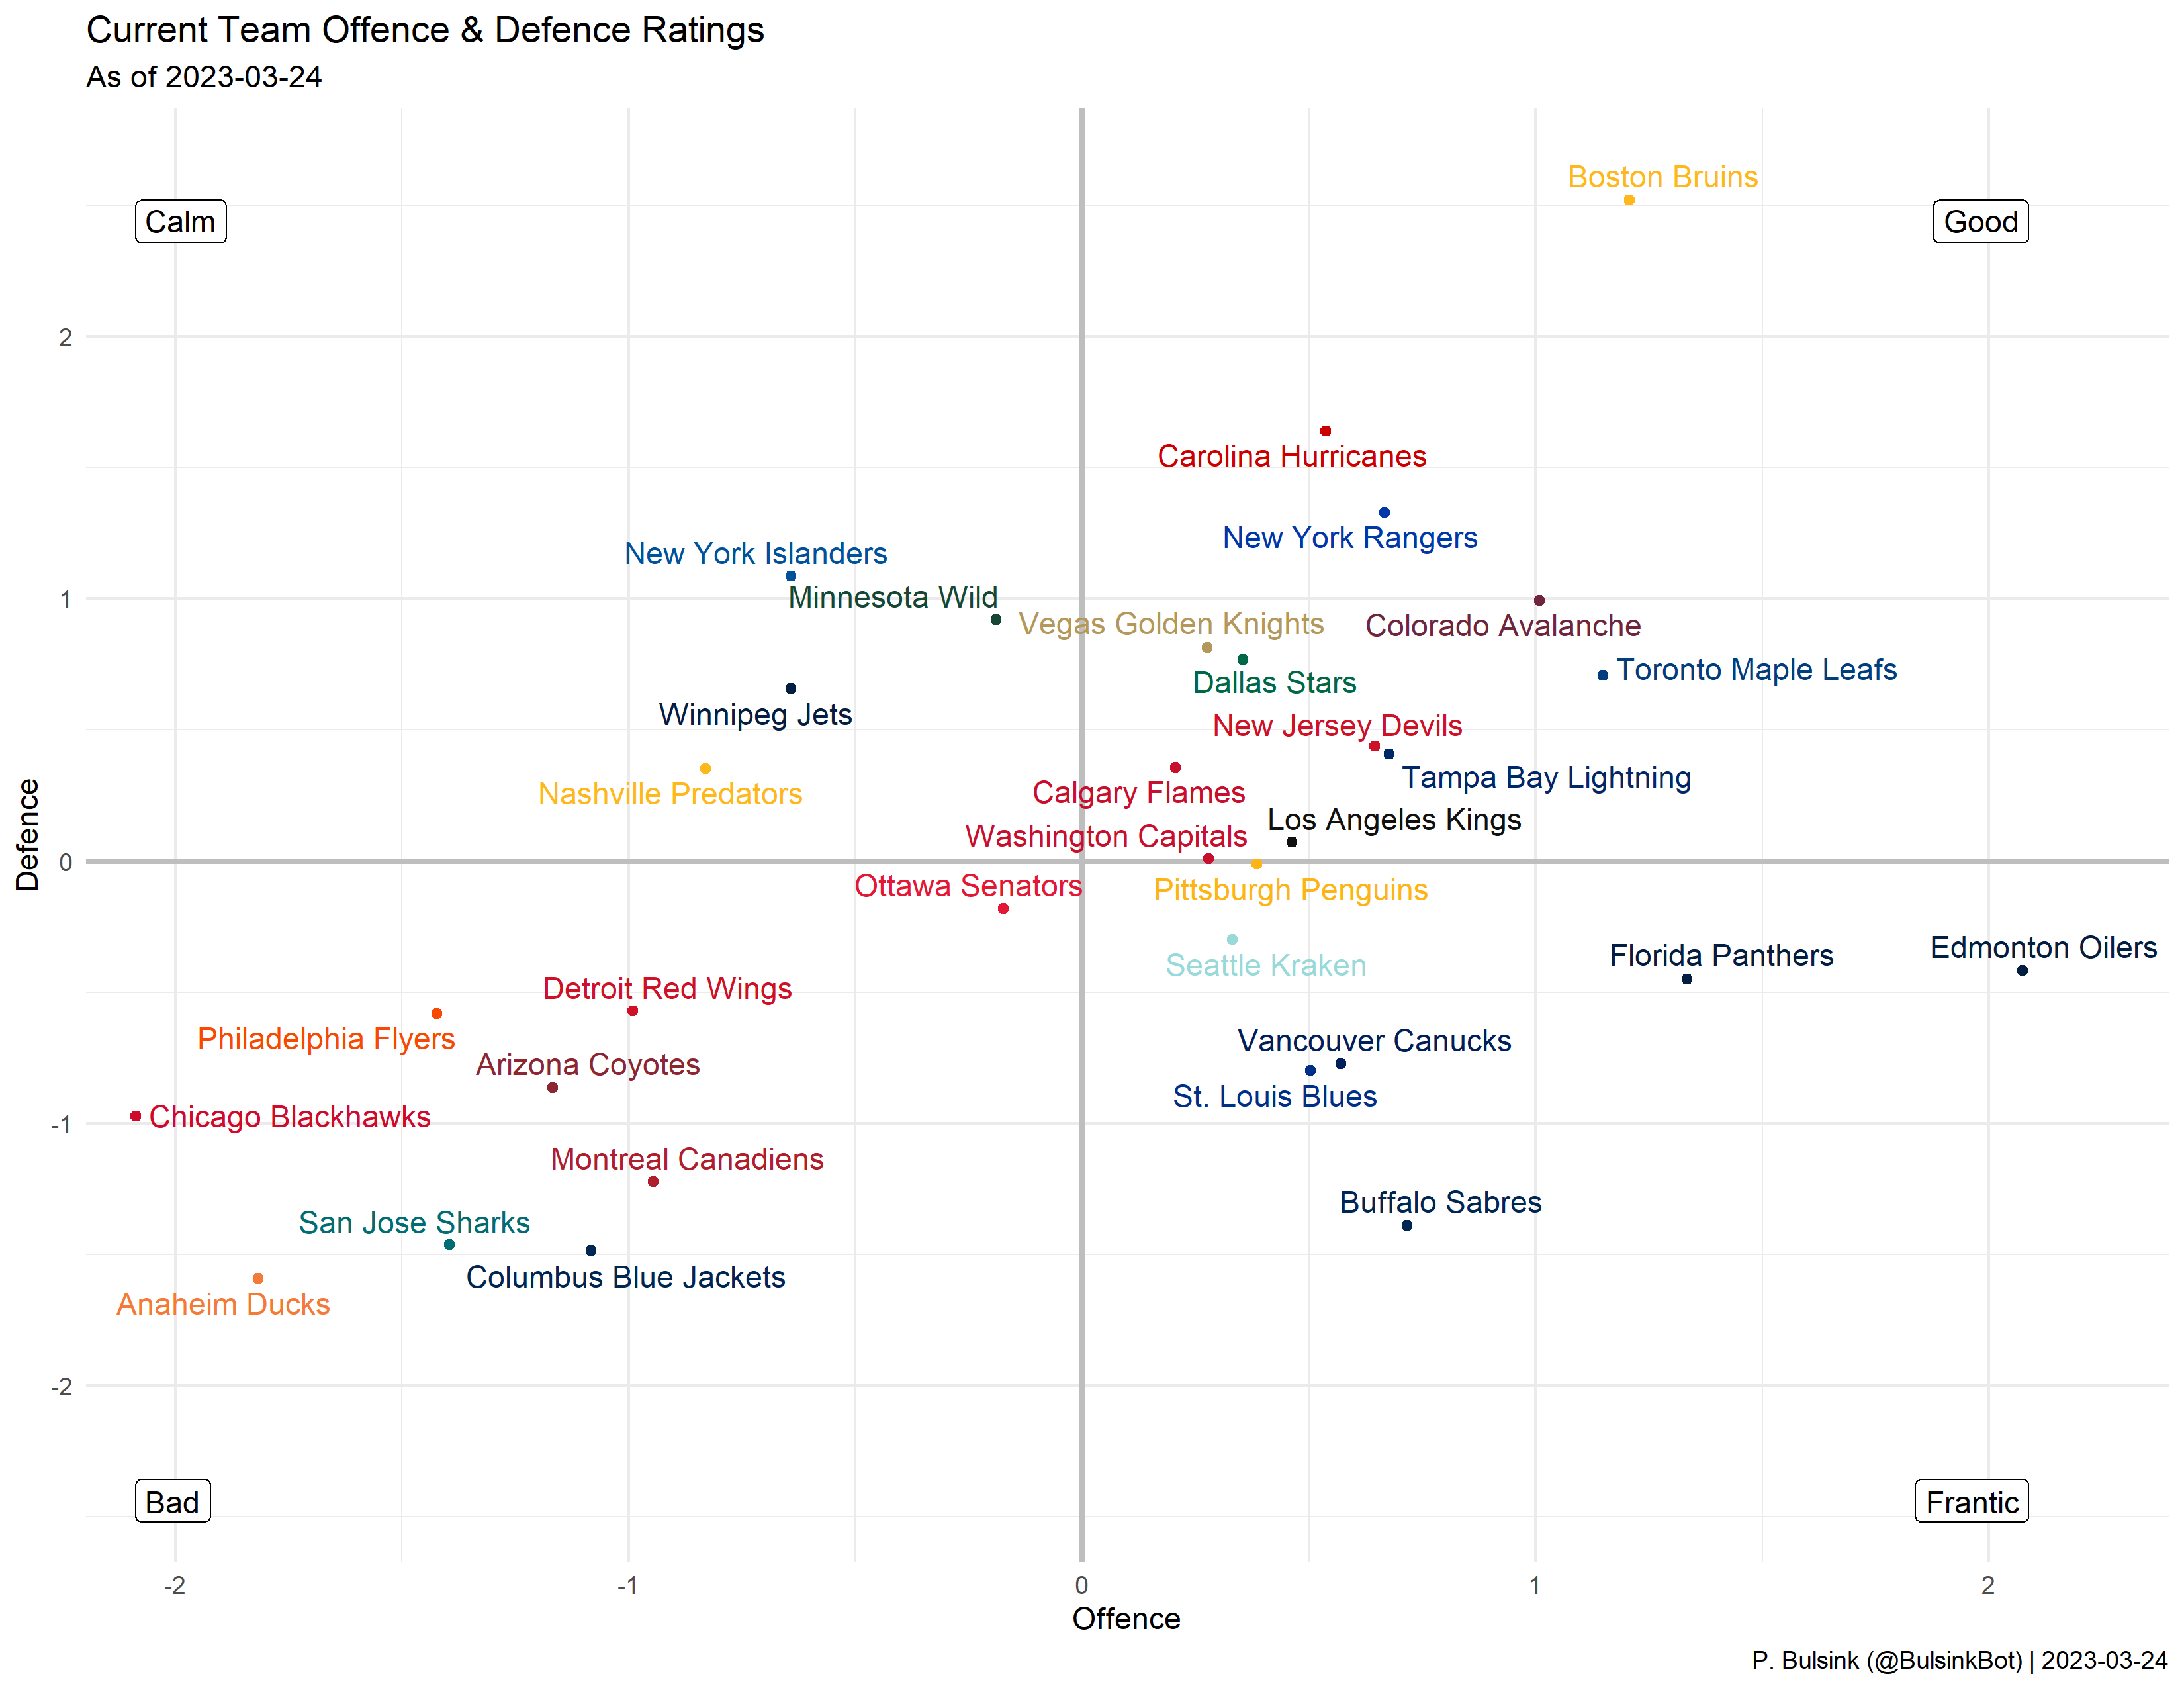 Current Team Offence & Defence Ratings
As of 2023-03-24
Boston Bruins
Calm
Good
2
Carolina Hurricanes
New York Rangers
New York Islanders
1
Minnesota Wild
Vegas Golden Knights
Colorado Avalanche
Toronto Maple Leafs
Dallas Stars
Winnipeg Jets
New Jersey Devils
Tampa Bay Lightning
Nashville Predators
Calgary Flames
Los Angeles Kings
Washington Capitals
Defence
0
Ottawa Senators
Pittsburgh Penguins
Edmonton Oilers
Florida Panthers
Seattle Kraken
Detroit Red Wings
Philadelphia Flyers
Vancouver Canucks
Arizona Coyotes
St. Louis Blues
Chicago Blackhawks
-1
Montreal Canadiens
Buffalo Sabres
San Jose Sharks
Columbus Blue Jackets
Anaheim Ducks
-2
Bad
Frantic
-2 -1 0 1 2
Offence
P. Bulsink (@BulsinkBot) | 2023-03-24